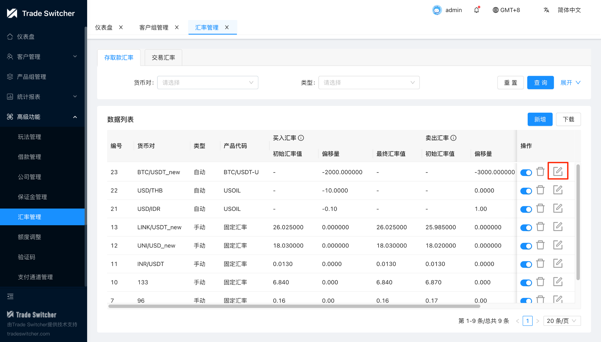 Trade Switcher
admin
GMT+8
简体中文
仪表盘
客户组管理
汇率管理
仪表盘
客户管理
产品组管理
统计报表
高级功能
玩法管理
借款管理
公司管理
保证金管理
汇率管理
额度调整
验证码
支付通道管理
Trade Switcher
由Trade Switcher提供技术支持
tradeswitcher.com
存取款汇率
交易汇率
货币对: 请选择
类型: 请选择
重 置
查 询
展开
数据列表
新增
下载
编号 货币对 类型 产品代码 买入汇率 卖出汇率 操作
初始汇率值 偏移量 最终汇率值 初始汇率值 偏移量
23 BTC/USDT_new 自动 BTC/USDT-U - -2000.000000 - - -3000.000000
22 USD/THB 自动 USOIL - -10.0000 - - 0.0000
21 USD/IDR 自动 USOIL - -0.10 - - 1.00
13 LINK/USDT_new 手动 固定汇率 26.025000 0.000000 26.025000 25.985000 0.000000
12 UNI/USD_new 手动 固定汇率 18.030000 0.000000 18.030000 18.020000 0.000000
11 INR/USDT 手动 固定汇率 0.0130 0.0000 0.0130 0.0130 0.0000
10 133 手动 固定汇率 6.840 0.000 6.840 6.870 0.000
7 96 手动 固定汇率 0.16 0.00 0.16 0.17 0.00
第 1-9 条/总共 9 条
1
20 条/页